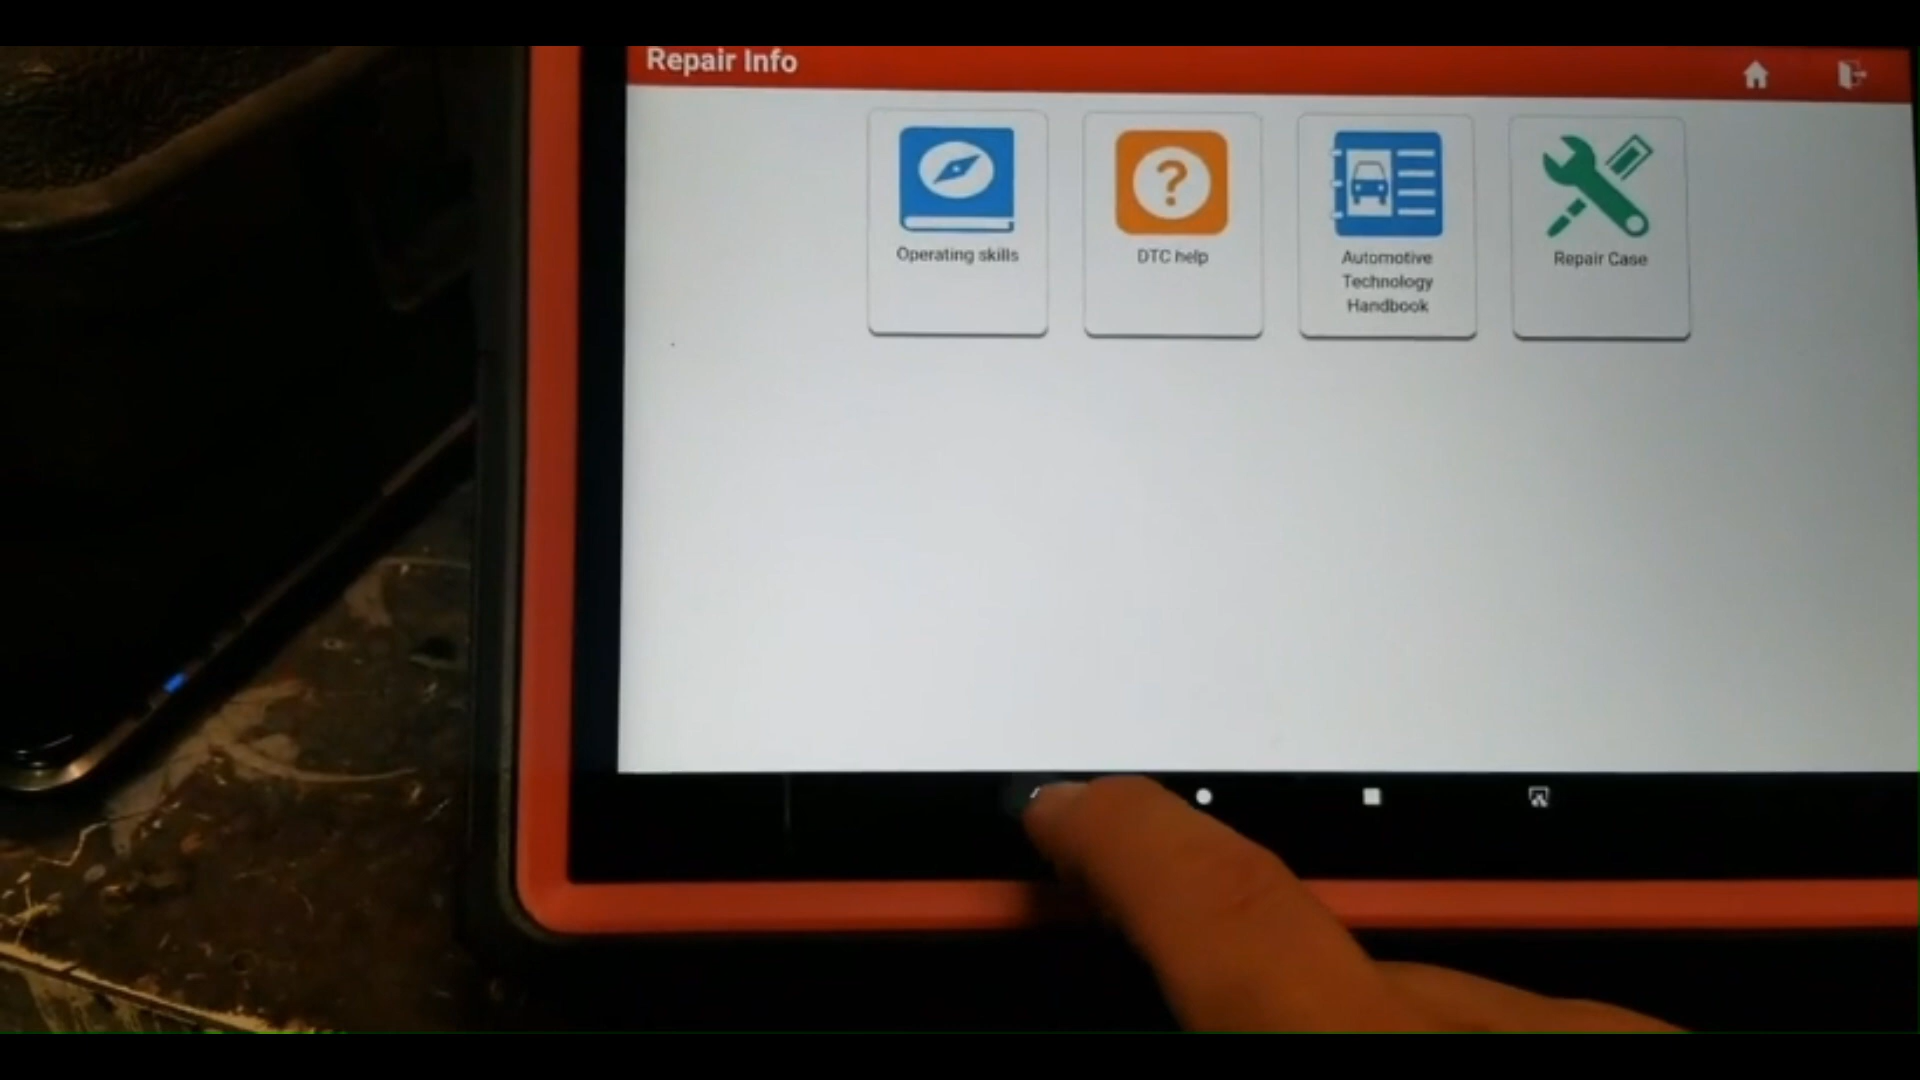 Repair Info
Operating skills
DTC help
Automotive
Technology
Handbook
Repair Case